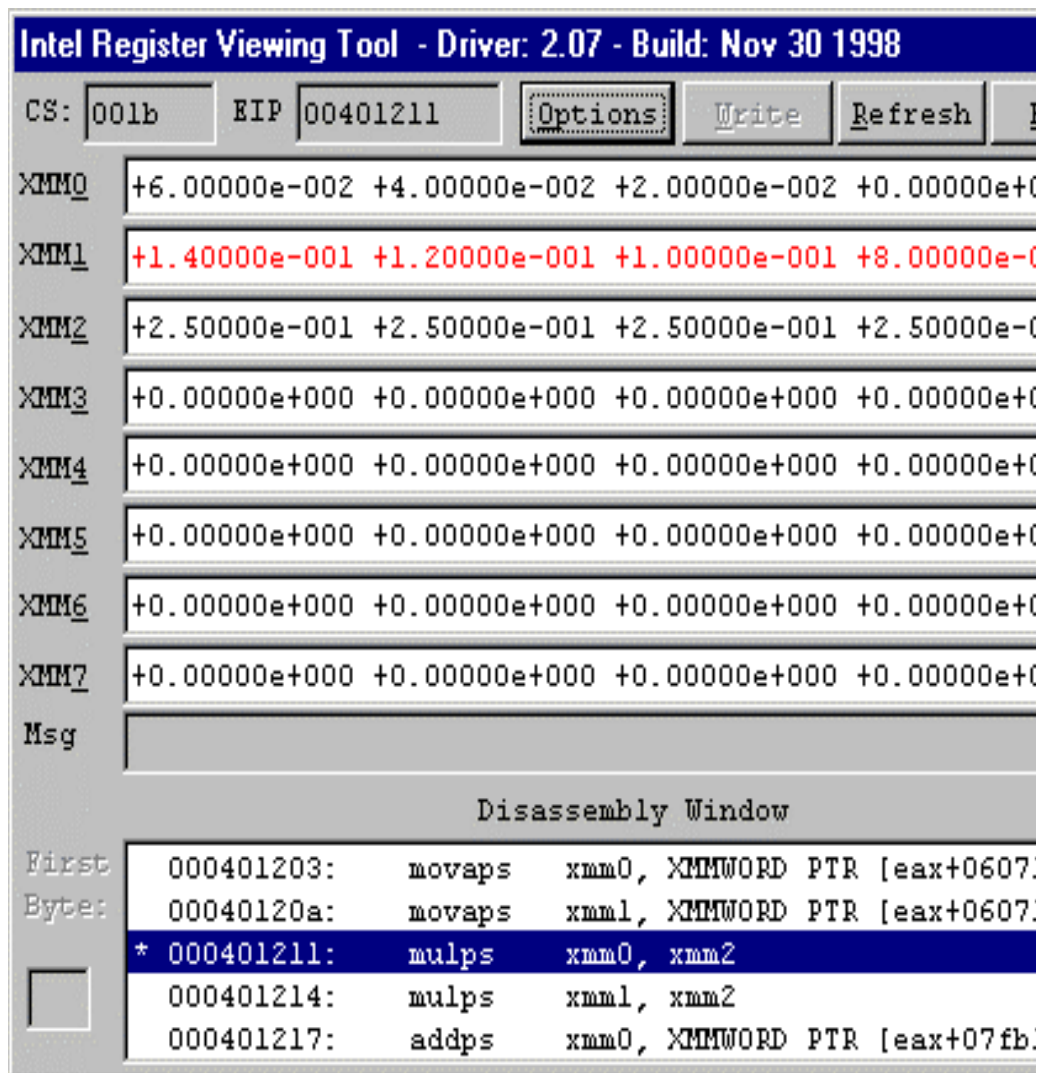 Intel Register Viewing Tool - Driver: 2.07 - Build: Nov 30 1998
CS: 001b EIP 00401211 Options Write Refresh
XMM0 +6.00000e-002 +4.00000e-002 +2.00000e-002 +0.00000e+0
XMM1 +1.40000e-001 +1.20000e-001 +1.00000e-001 +8.00000e-0
XMM2 +2.50000e-001 +2.50000e-001 +2.50000e-001 +2.50000e-0
XMM3 +0.00000e+000 +0.00000e+000 +0.00000e+000 +0.00000e+0
XMM4 +0.00000e+000 +0.00000e+000 +0.00000e+000 +0.00000e+0
XMM5 +0.00000e+000 +0.00000e+000 +0.00000e+000 +0.00000e+0
XMM6 +0.00000e+000 +0.00000e+000 +0.00000e+000 +0.00000e+0
XMM7 +0.00000e+000 +0.00000e+000 +0.00000e+000 +0.00000e+0
Msg
Disassembly Window
First
Byte:
000401203: movaps xmm0, XMMWORD PTR [eax+0607
00040120a: movaps xmm1, XMMWORD PTR [eax+0607
* 000401211: mulps xmm0, xmm2
000401214: mulps xmm1, xmm2
000401217: addps xmm0, XMMWORD PTR [eax+07fb